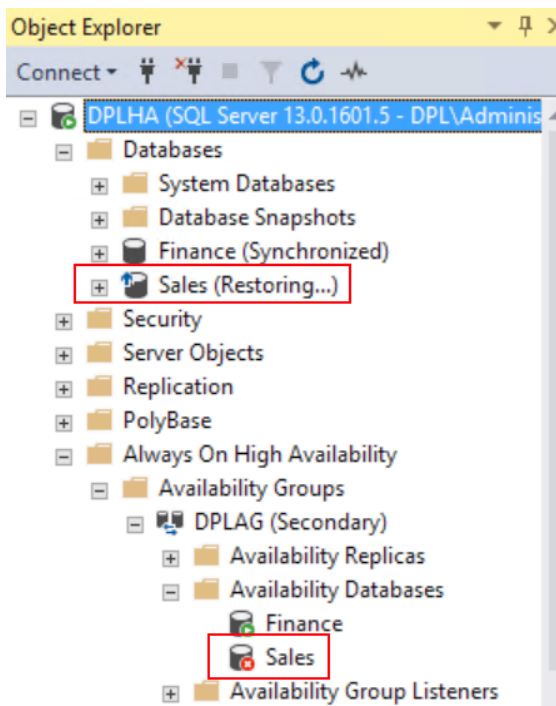 Object Explorer
Connect
DPLHA (SQL Server 13.0.1601.5 - DPL\Adminis
Databases
System Databases
Database Snapshots
Finance (Synchronized)
Sales (Restoring...)
Security
Server Objects
Replication
PolyBase
Always On High Availability
Availability Groups
DPLAG (Secondary)
Availability Replicas
Availability Databases
Finance
Sales
Availability Group Listeners